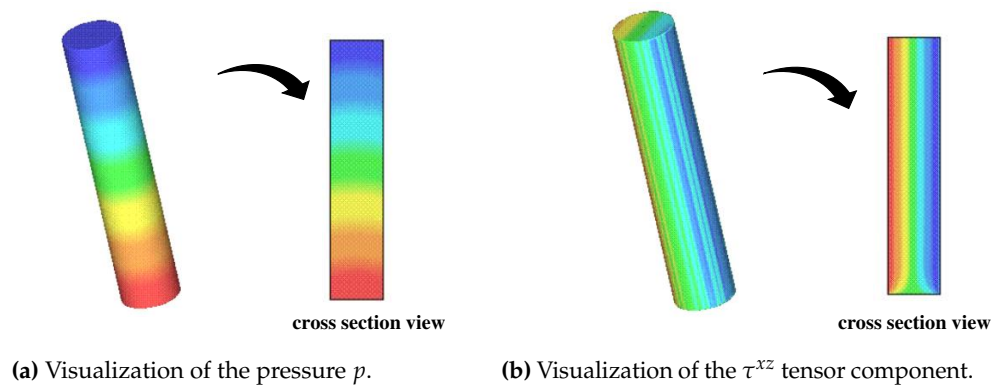 cross section view
cross section view
(a) Visualization of the pressure p.
(b) Visualization of the τ^{xz} tensor component.